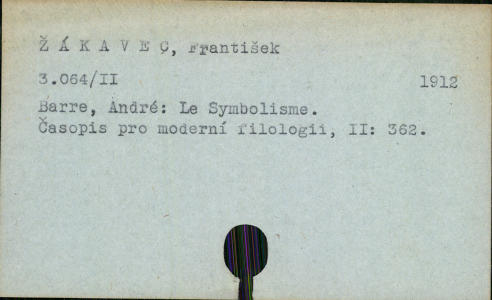 Ž Á K A V E C, František
3.064/II 1912
Barre, André: Le Symbolisme.
Časopis pro moderní filologii, II: 362.